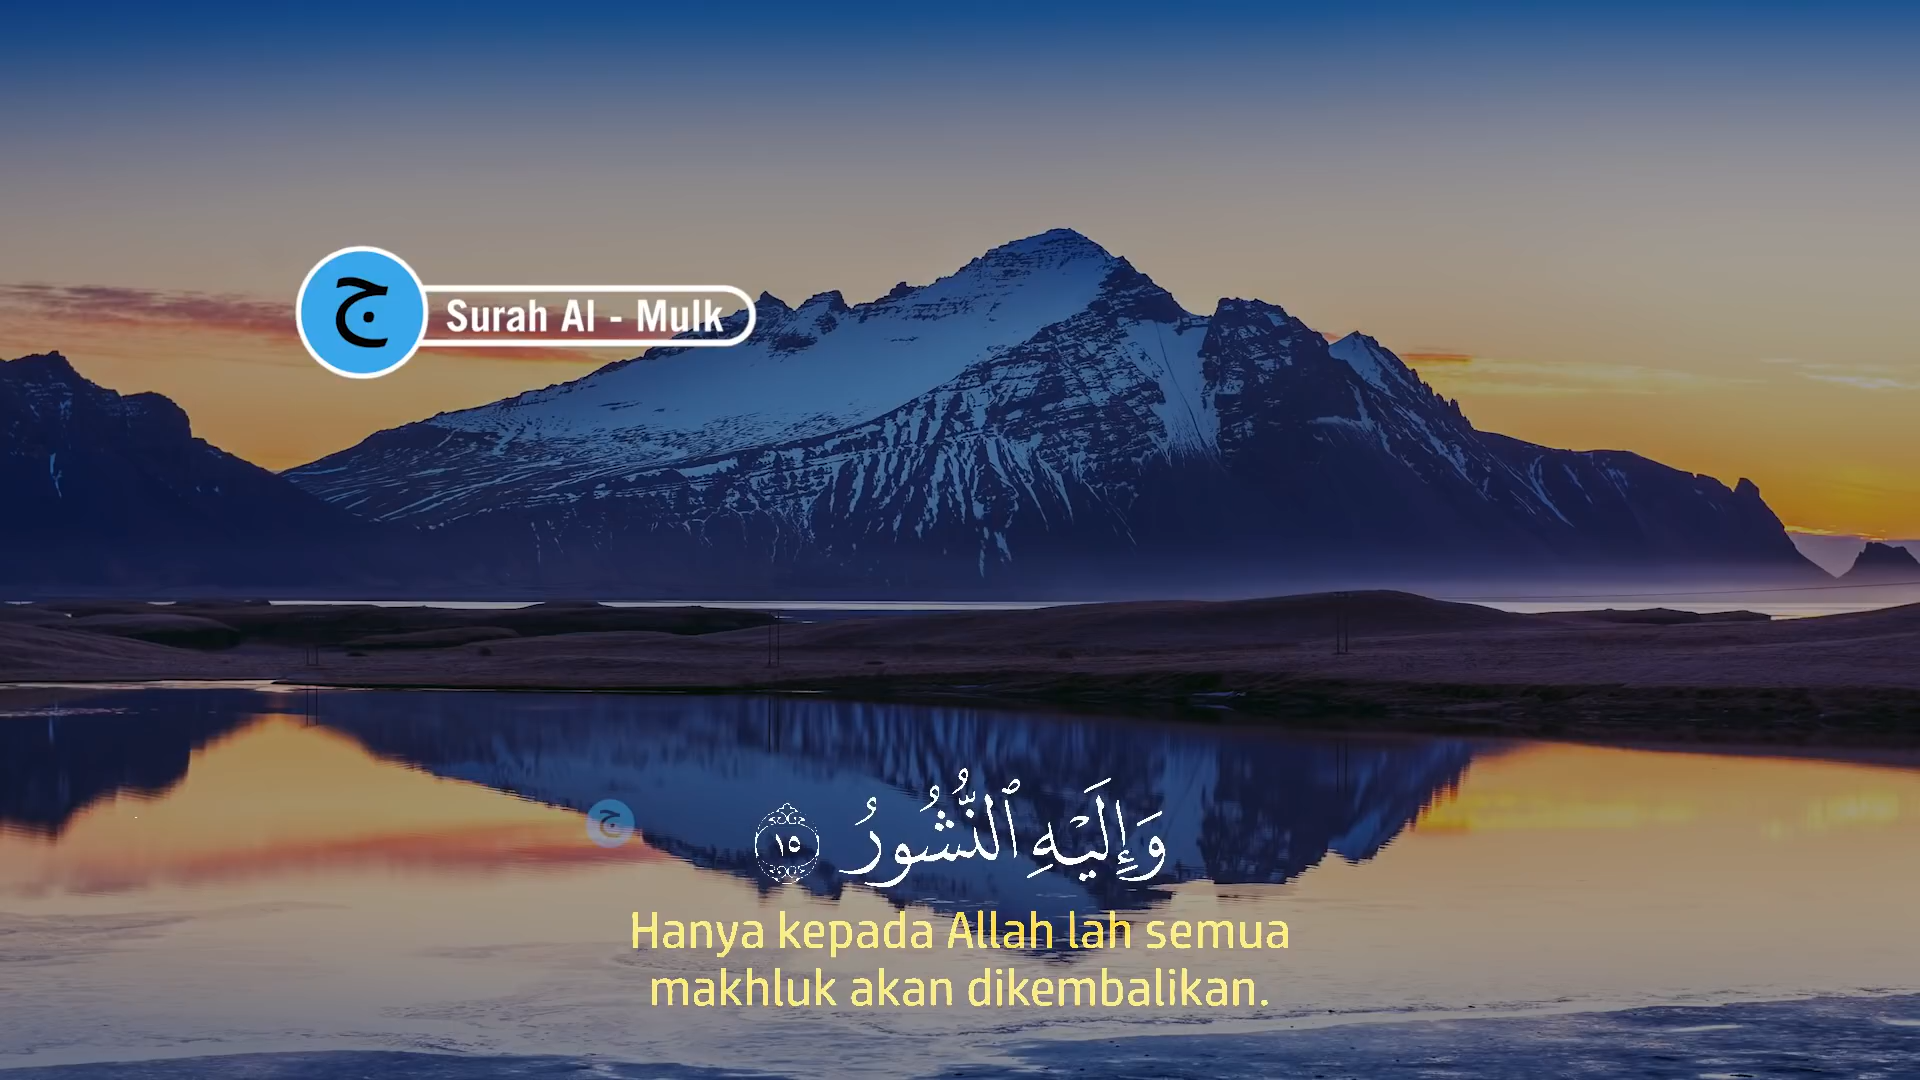 ج
Surah Al - Mulk
ج
وَإِلَيْهِ ٱلنُّشُورُ ١٥
Hanya kepada Allah lah semua
makhluk akan dikembalikan.